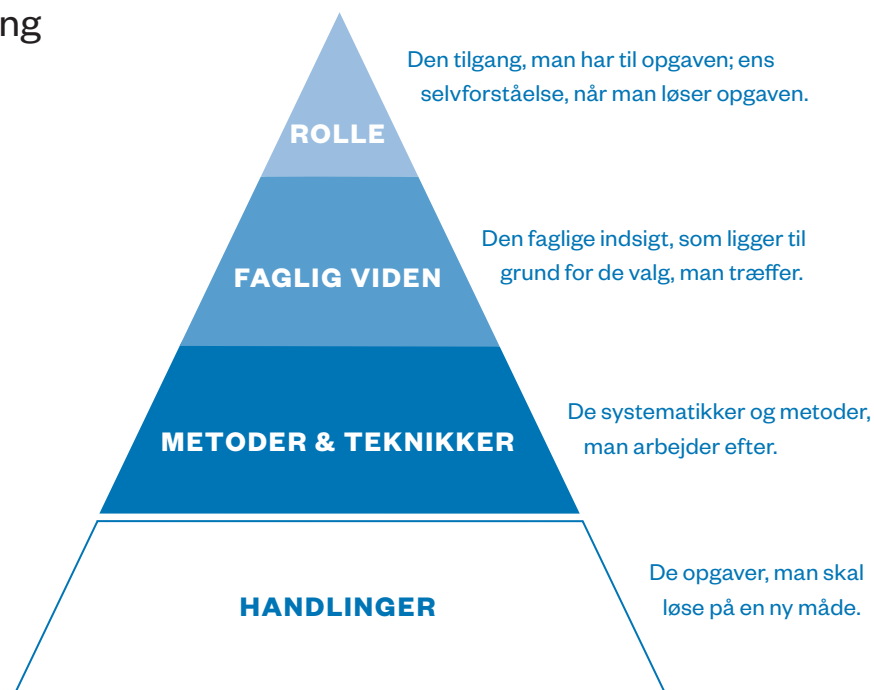 ng
Den tilgang, man har til opgaven; ens
selvforståelse, når man løser opgaven.
ROLLE
Den faglige indsigt, som ligger til
grund for de valg, man træffer.
FAGLIG VIDEN
De systematikker og metoder,
man arbejder efter.
METODER & TEKNIKKER
De opgaver, man skal
løse på en ny måde.
HANDLINGER